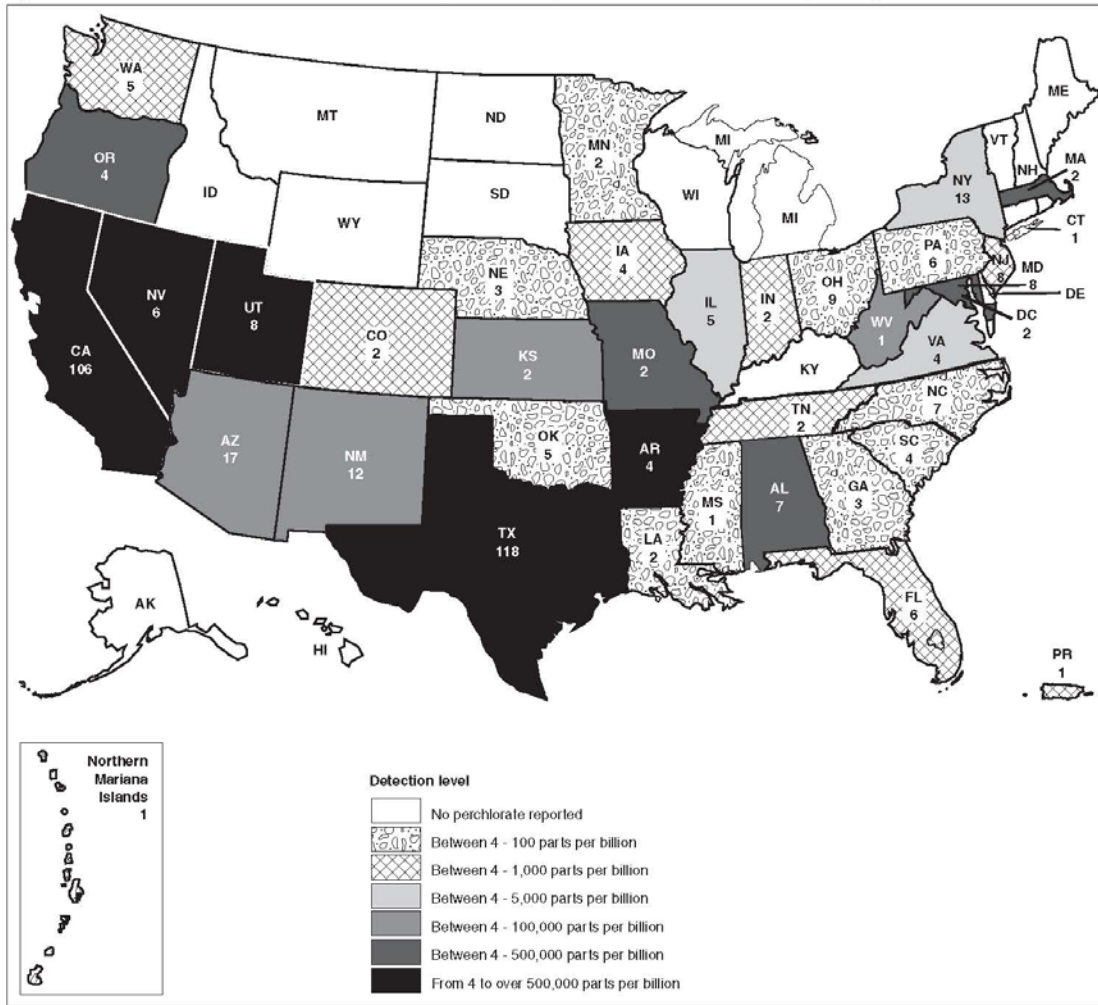 WA
5
MT
ND
MN
2
MI
ME
VT
NH
MA
2
OR
4
ID
SD
WI
MI
NY
13
CT
1
WY
IA
4
NE
3
PA
6
NJ
8
MD
8
DE
DC
2
NV
6
UT
8
IL
5
IN
2
OH
9
WV
1
VA
4
CA
106
CO
2
KS
2
MO
2
KY
NC
7
TN
2
AZ
17
NM
12
OK
5
AR
4
SC
4
MS
1
AL
7
GA
3
TX
118
LA
2
FL
6
AK
HI
PR
1
Northern
Mariana
Islands
1
Detection level
No perchlorate reported
Between 4 - 100 parts per billion
Between 4 - 1,000 parts per billion
Between 4 - 5,000 parts per billion
Between 4 - 100,000 parts per billion
Between 4 - 500,000 parts per billion
From 4 to over 500,000 parts per billion